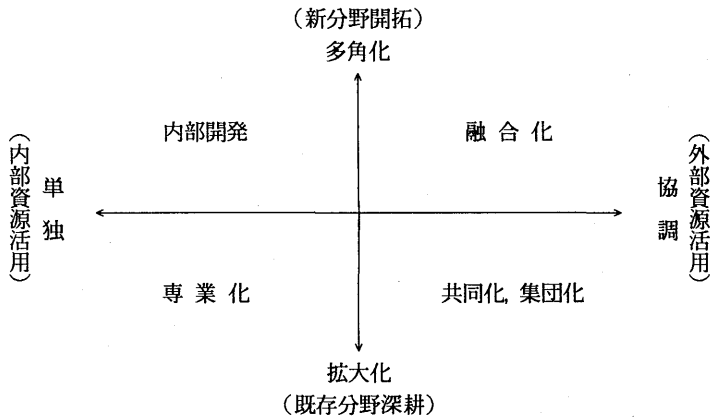 (新分野開拓)
多角化
内部開発
融合化
(内部資源活用)
単独
協調
(外部資源活用)
専業化
共同化, 集団化
拡大化
(既存分野深耕)